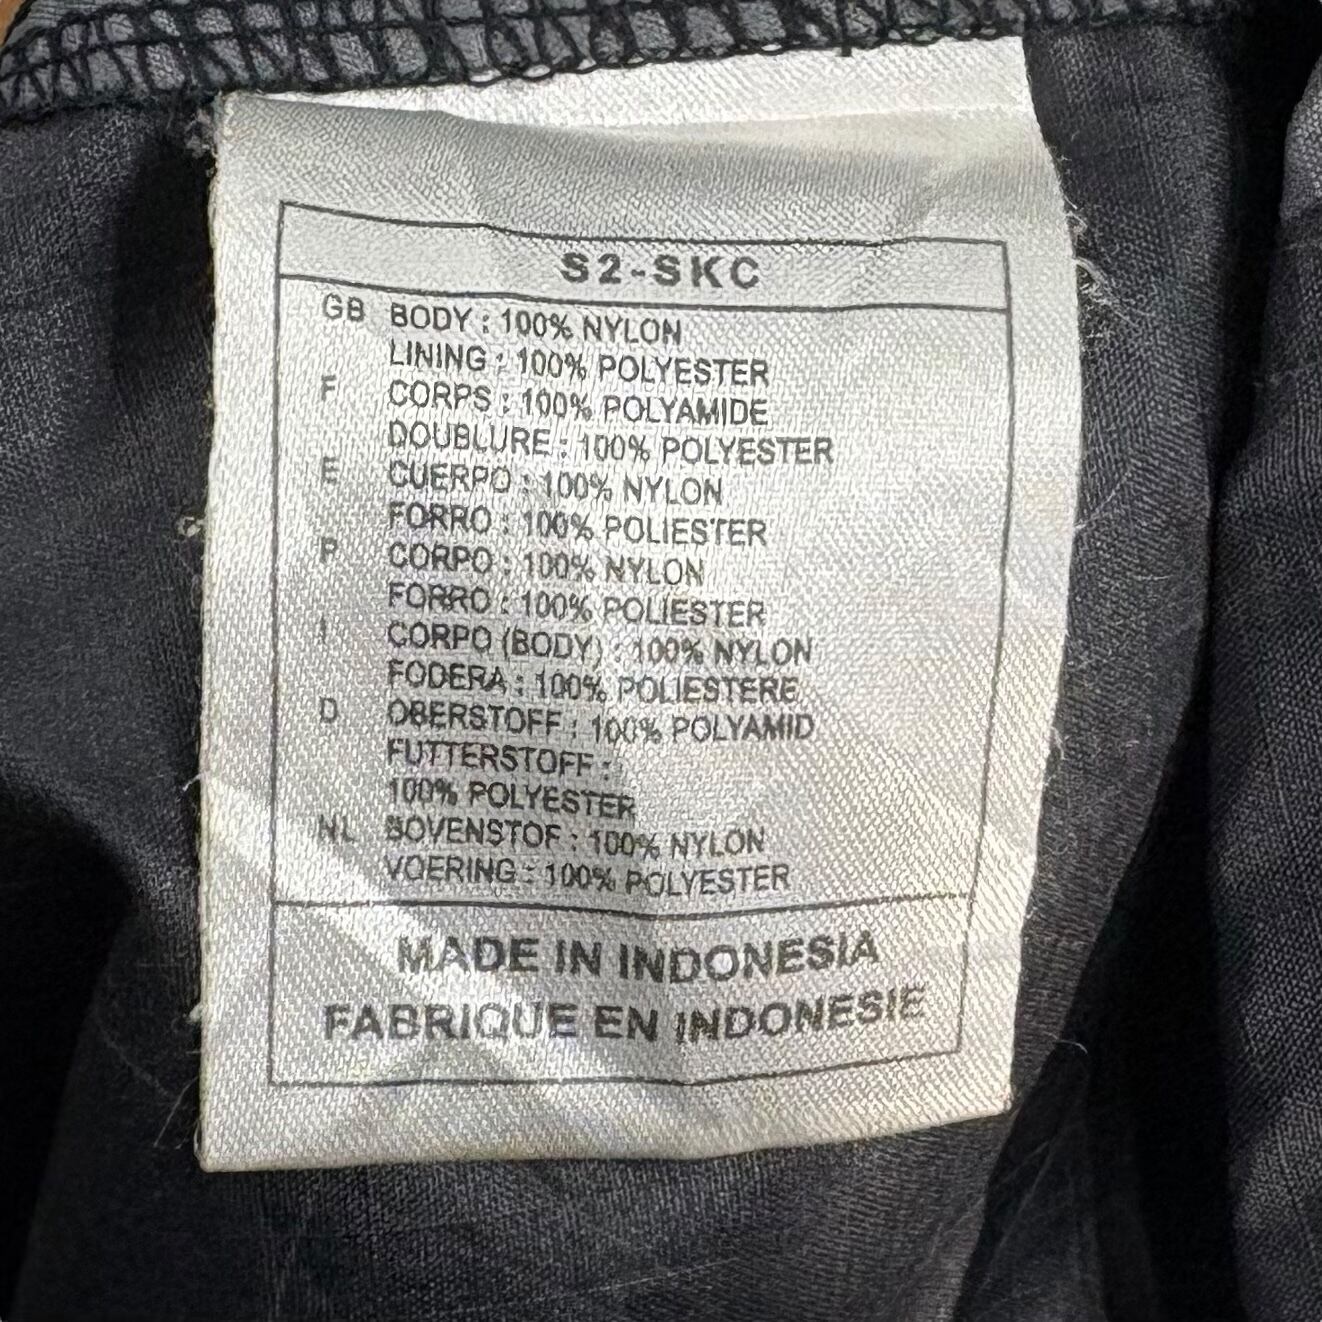 S2-SKC
GB BODY : 100% NYLON
LINING : 100% POLYESTER
F CORPS : 100% POLYAMIDE
DOUBLURE : 100% POLYESTER
E CUERPO : 100% NYLON
FORRO : 100% POLIESTER
P CORPO : 100% NYLON
FORRO : 100% POLIESTER
I CORPO (BODY) : 100% NYLON
FODERA : 100% POLIESTERE
D OBERSTOFF : 100% POLYAMID
FUTTERSTOFF :
100% POLYESTER
NL BOVENSTOF : 100% NYLON
VOERING : 100% POLYESTER
MADE IN INDONESIA
FABRIQUE EN INDONESIE